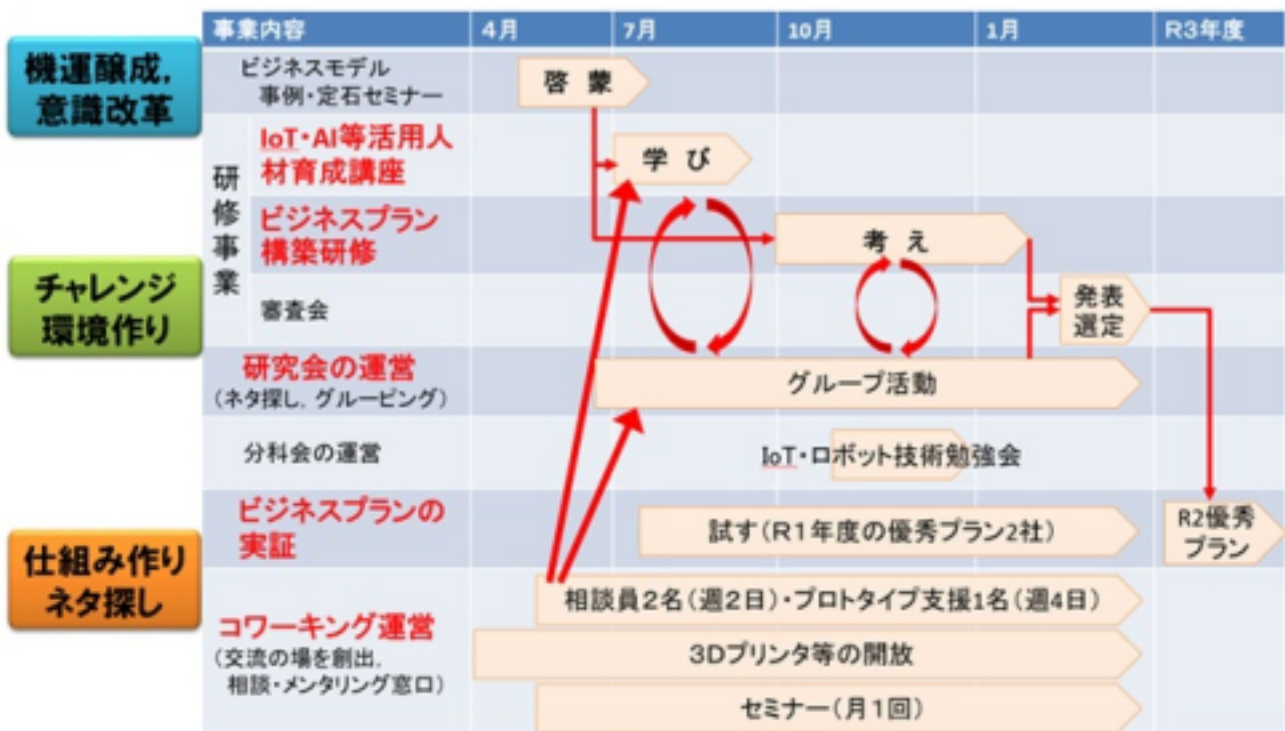 事業内容 4月 7月 10月 1月 R3年度
機運醸成,
意識改革
ビジネスモデル
事例・定石セミナー
啓 蒙
研修事業
IoT・AI等活用人
材育成講座
学 び
ビジネスプラン
構築研修
考 え
チャレンジ
環境作り
審査会
発表
選定
研究会の運営
(ネタ探し, グルーピング)
グループ活動
分科会の運営
IoT・ロボット技術勉強会
ビジネスプランの
実証
試す(R1年度の優秀プラン2社)
R2優秀
プラン
仕組み作り
ネタ探し
コワーキング運営
(交流の場を創出,
相談・メンタリング窓口)
相談員2名(週2日)・プロトタイプ支援1名(週4日)
3Dプリンタ等の開放
セミナー(月1回)